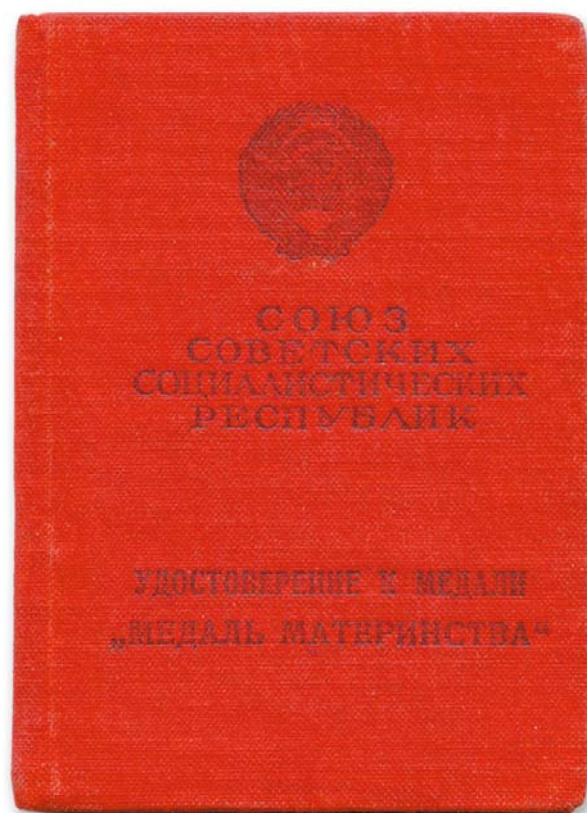 СОЮЗ
СОВЕТСКИХ
СОЦИАЛИСТИЧЕСКИХ
РЕСПУБЛИК
УДОСТОВЕРЕНИЕ К МЕДАЛИ
„МЕДАЛЬ МАТЕРИНСТВА“